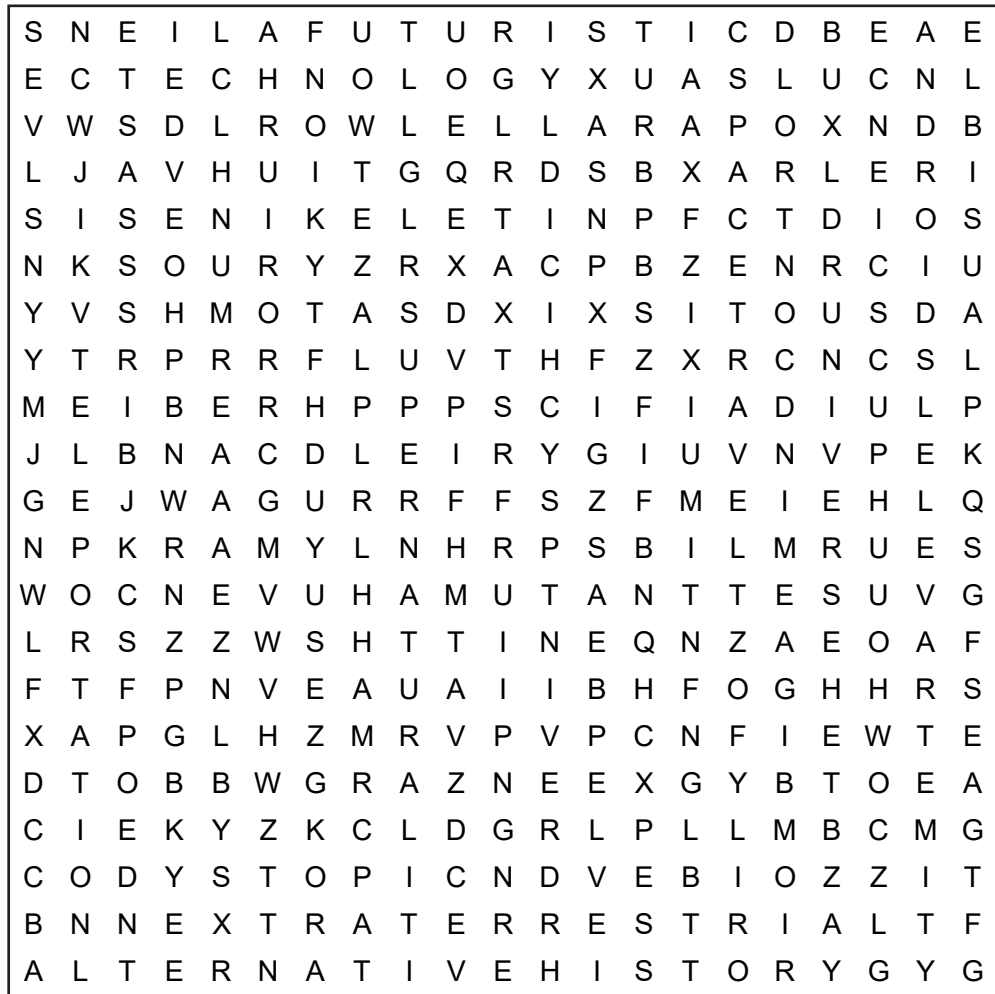 S N E I L A F U T U R I S T I C D B E A E
E C T E C H N O L O G Y X U A S L U C N L
V W S D L R O W L E L L A R A P O X N D B
L J A V H U I T G Q R D S B X A R L E R I
S I S E N I K E L E T I N P F C T D I O S
N K S O U R Y Z R X A C P B Z E N R C I U
Y V S H M O T A S D X I X S I T O U S D A
Y T R P R R F L U V T H F Z X R C N C S L
M E I B E R H P P P S C I F I A D I U L P
J L B N A C D L E I R Y G I U V N V P E K
G E J W A G U R R F F S Z F M E I E H L Q
N P K R A M Y L N H R P S B I L M R U E S
W O C N E V U H A M U T A N T T E S U V G
L R S Z Z W S H T T I N E Q N Z A E O A F
F T F P N V E A U A I I B H F O G H H R S
X A P G L H Z M R V P V P C N F I E W T E
D T O B B W G R A Z N E E X G Y B T O E A
C I E K Y Z K C L D G R L P L L M B C M G
C O D Y S T O P I C N D V E B I O Z Z I T
B N N E X T R A T E R R E S T R I A L T F
A L T E R N A T I V E H I S T O R Y G Y G